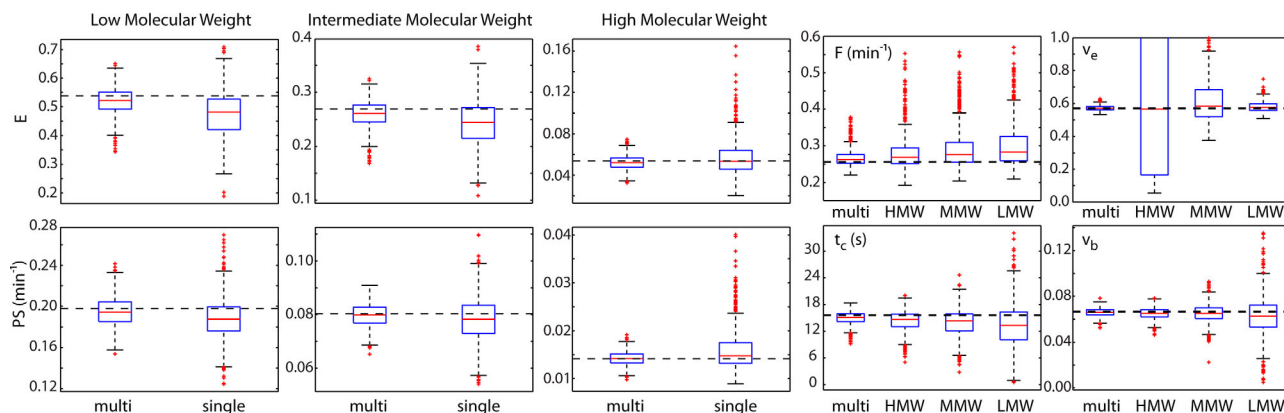 Low Molecular Weight
Intermediate Molecular Weight
High Molecular Weight
E
0.7
0.6
0.5
0.4
0.3
0.2
0.4
0.3
0.2
0.1
0.16
0.12
0.08
0.04
F (min⁻¹)
0.6
0.5
0.4
0.3
0.2
multi HMW MMW LMW
vₑ
1.0
0.8
0.6
0.4
0.2
0.0
multi HMW MMW LMW
PS (min⁻¹)
0.28
0.24
0.20
0.16
0.12
multi single
0.10
0.08
0.06
multi single
0.04
0.03
0.02
0.01
multi single
t_c (s)
30
24
18
12
6
0
multi HMW MMW LMW
v_b
0.12
0.08
0.04
0.00
multi HMW MMW LMW